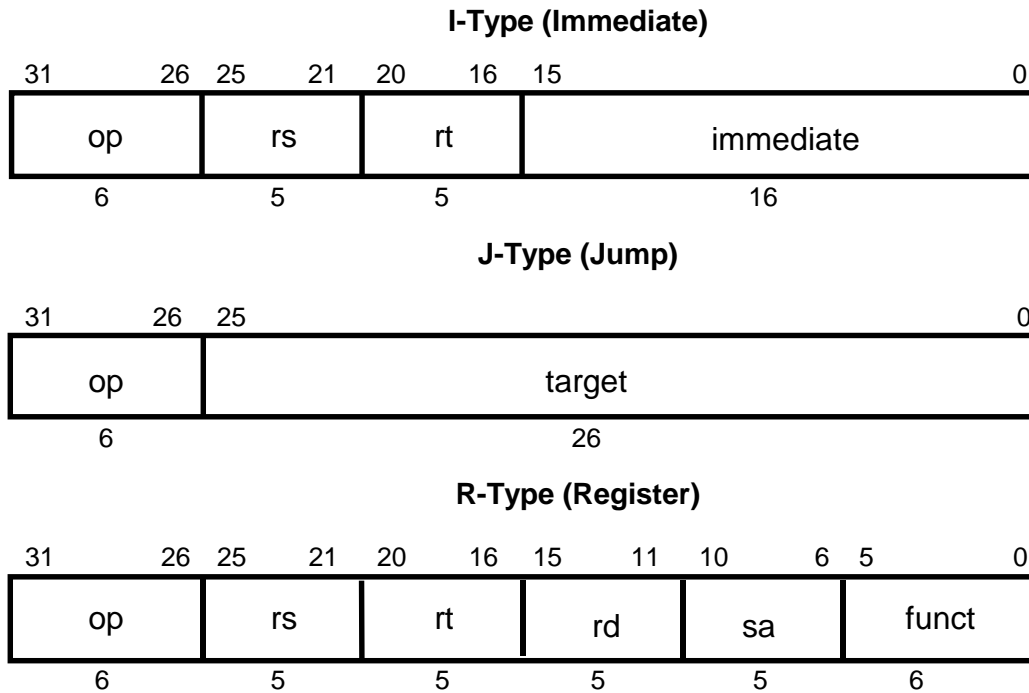 I-Type (Immediate)
31 26 25 21 20 16 15 0
op rs rt immediate
6 5 5 16
J-Type (Jump)
31 26 25 0
op target
6 26
R-Type (Register)
31 26 25 21 20 16 15 11 10 6 5 0
op rs rt rd sa funct
6 5 5 5 5 6